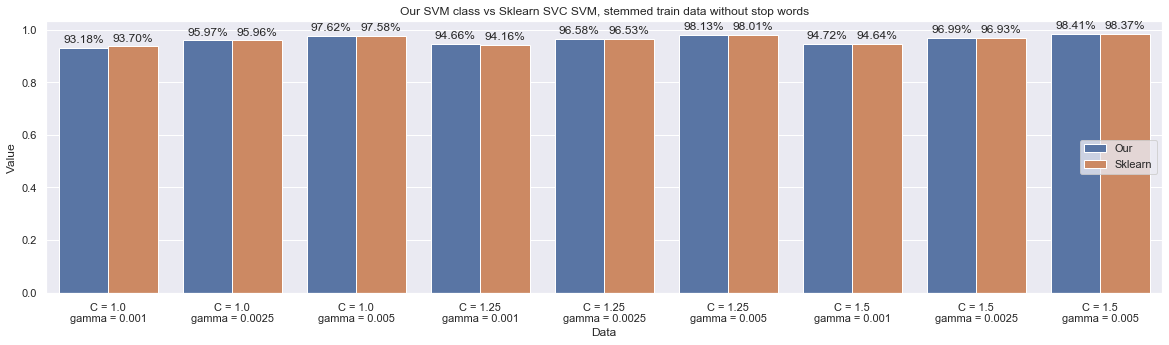 Our SVM class vs Sklearn SVC SVM, stemmed train data without stop words
93.18% 93.70% 95.97% 95.96% 97.62% 97.58% 94.66% 94.16% 96.58% 96.53% 98.13% 98.01% 94.72% 94.64% 96.99% 96.93% 98.41% 98.37%
1.0
0.8
0.6
0.4
0.2
0.0
Value
Our
Sklearn
C = 1.0 C = 1.0 C = 1.0 C = 1.25 C = 1.25 C = 1.25 C = 1.5 C = 1.5 C = 1.5
gamma = 0.001 gamma = 0.0025 gamma = 0.005 gamma = 0.001 gamma = 0.0025 gamma = 0.005 gamma = 0.001 gamma = 0.0025 gamma = 0.005
Data